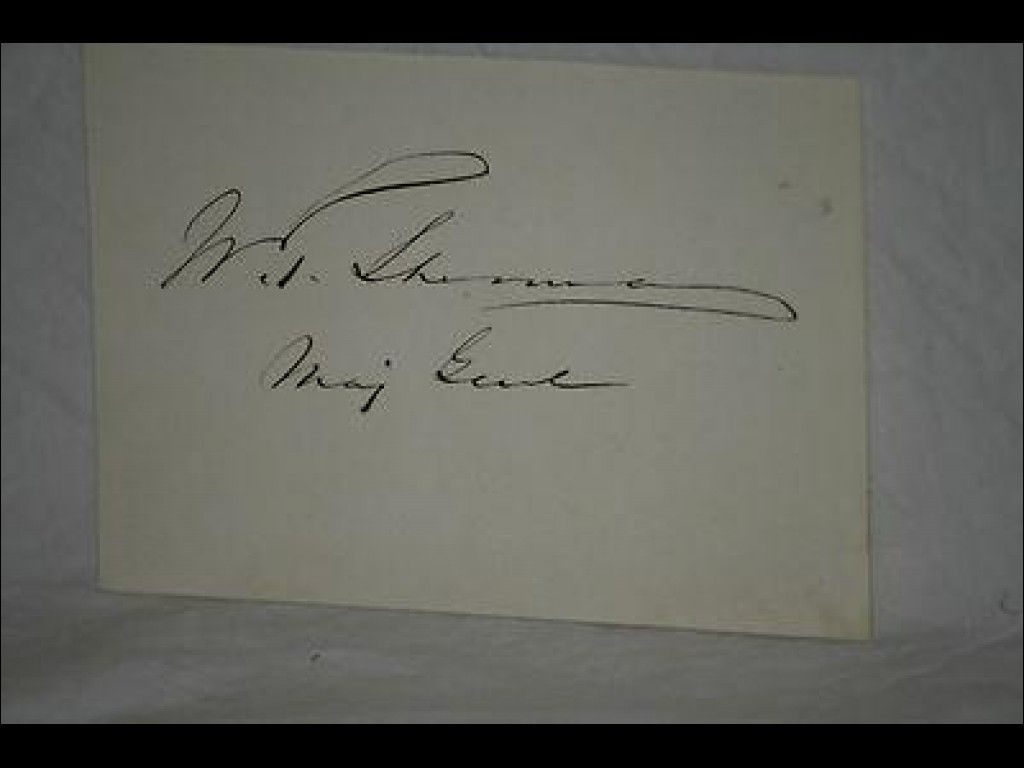 W. T. Sherman
Maj Genl